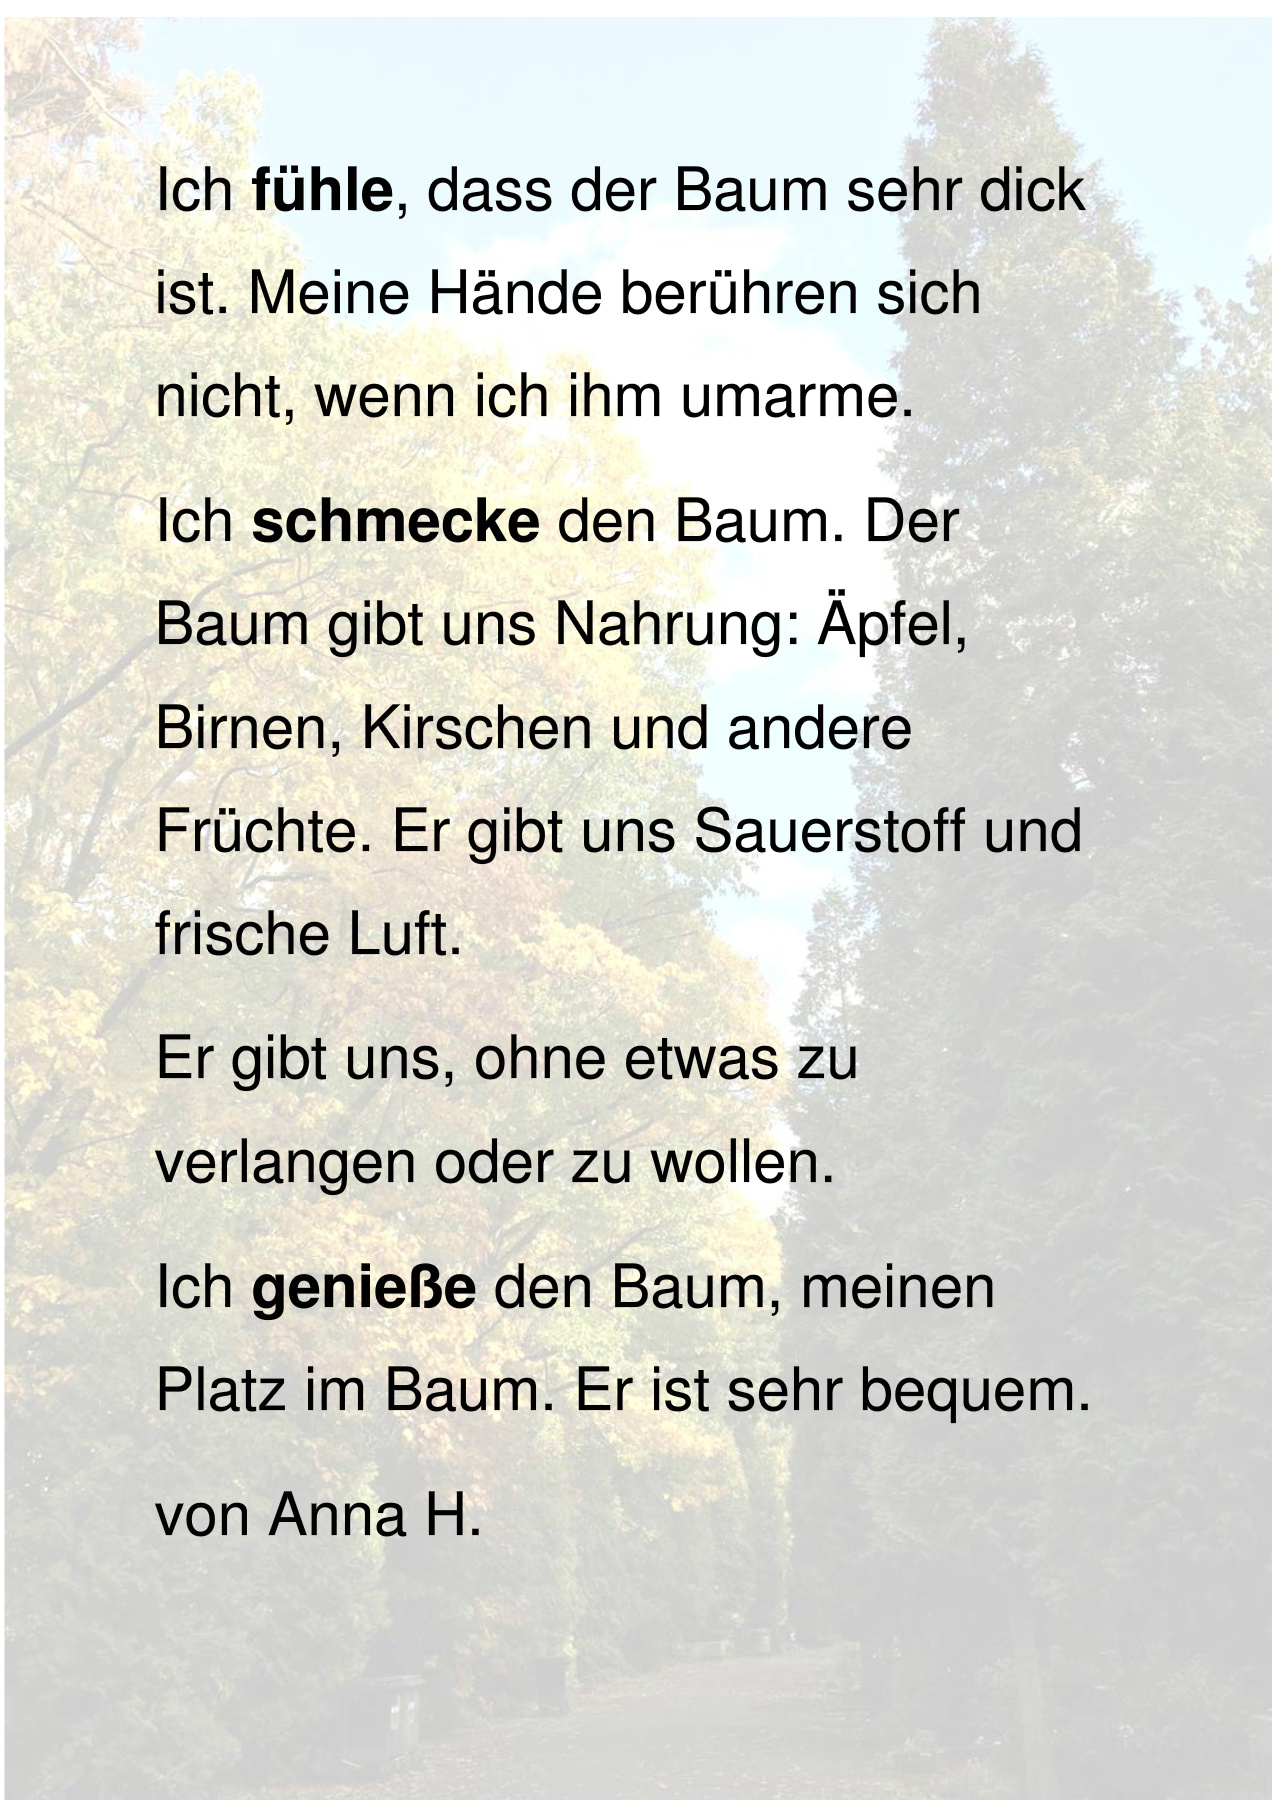 Ich fühle, dass der Baum sehr dick
ist. Meine Hände berühren sich
nicht, wenn ich ihm umarme.
Ich schmecke den Baum. Der
Baum gibt uns Nahrung: Äpfel,
Birnen, Kirschen und andere
Früchte. Er gibt uns Sauerstoff und
frische Luft.
Er gibt uns, ohne etwas zu
verlangen oder zu wollen.
Ich genieße den Baum, meinen
Platz im Baum. Er ist sehr bequem.
von Anna H.